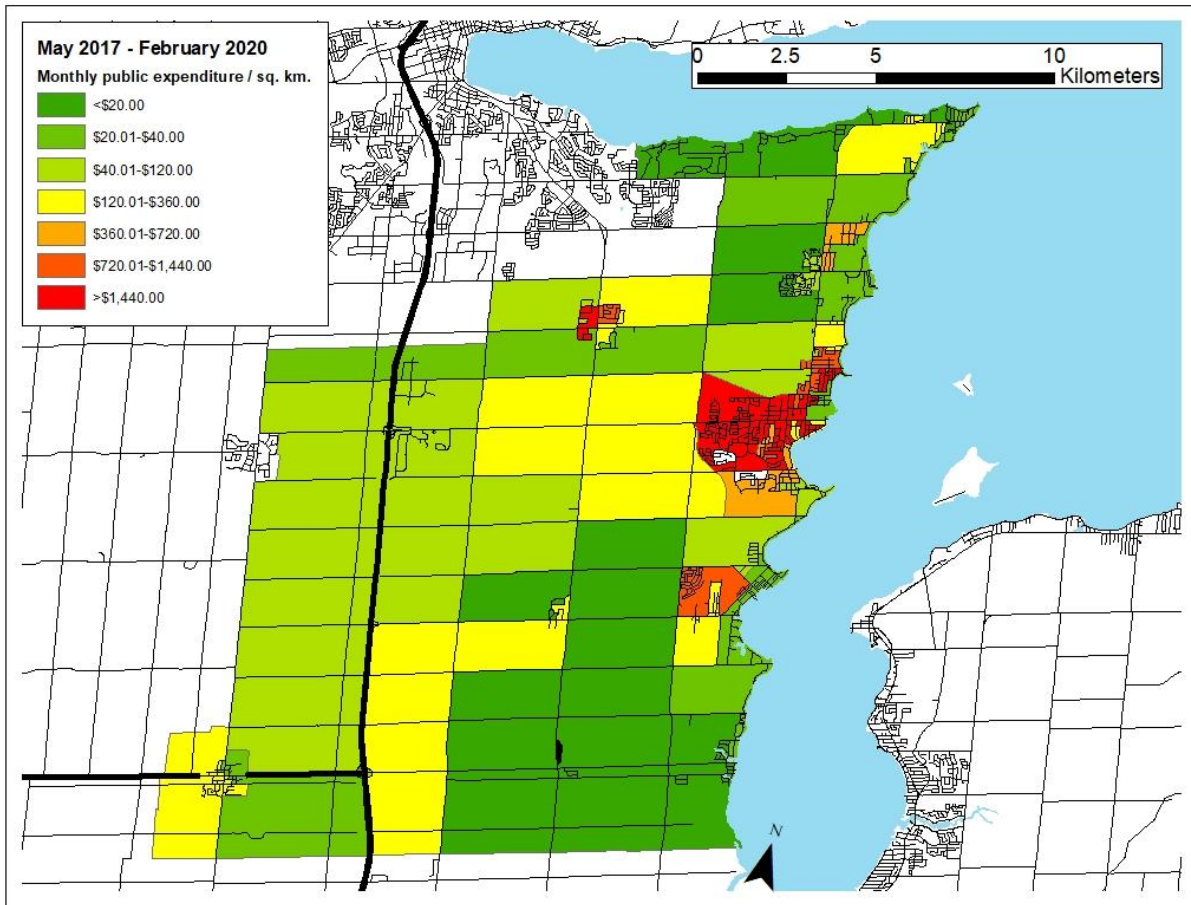 May 2017 - February 2020
Monthly public expenditure / sq. km.
<$20.00
$20.01-$40.00
$40.01-$120.00
$120.01-$360.00
$360.01-$720.00
$720.01-$1,440.00
>$1,440.00
0 2.5 5 10
Kilometers
N